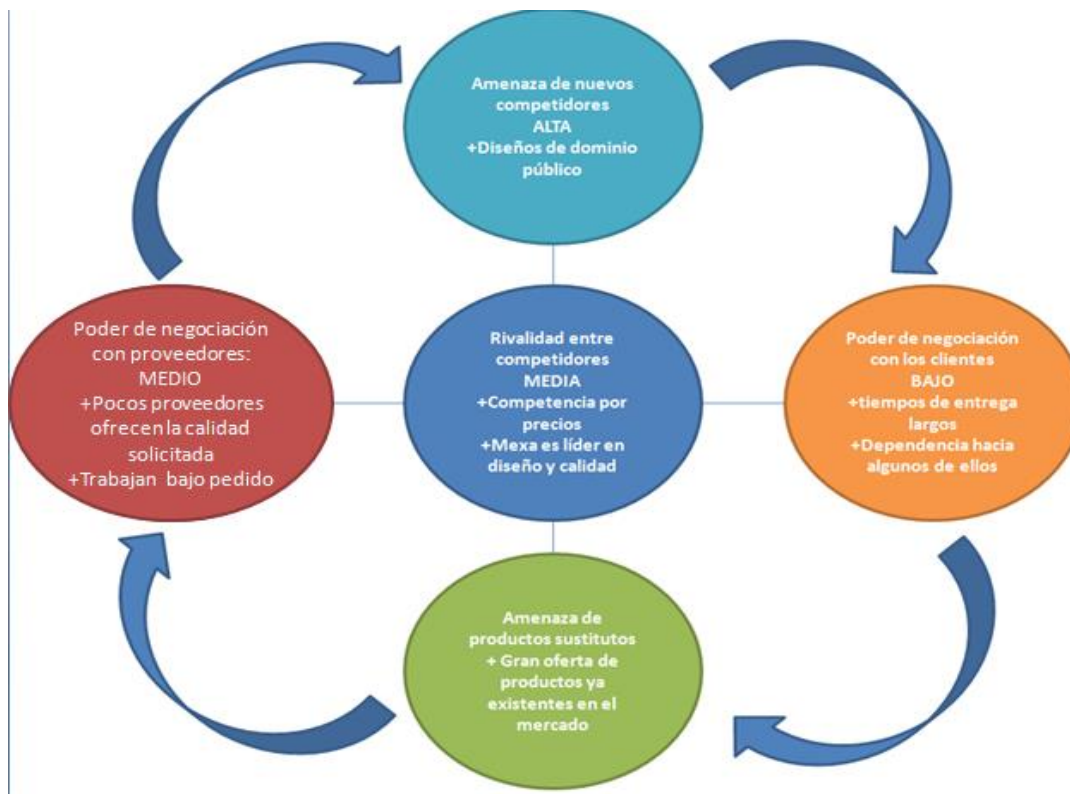 Amenaza de nuevos
competidores
ALTA
+Diseños de dominio
público
Poder de negociación
con proveedores:
MEDIO
+Pocos proveedores
ofrecen la calidad
solicitada
+Trabajan bajo pedido
Rivalidad entre
competidores
MEDIA
+Competencia por
precios
+Mexa es líder en
diseño y calidad
Poder de negociación
con los clientes
BAJO
+tiempos de entrega
largos
+Dependencia hacia
algunos de ellos
Amenaza de
productos sustitutos
+ Gran oferta de
productos ya
existentes en el
mercado